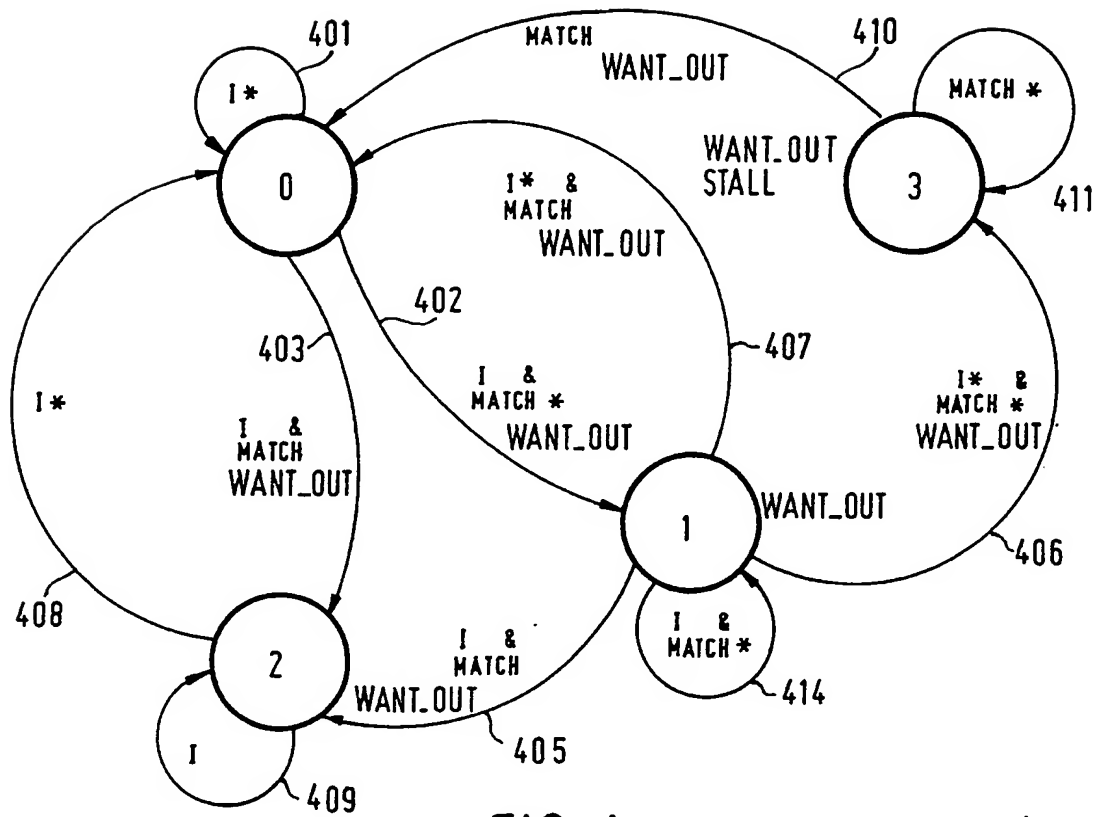 401
I*
0
MATCH
WANT_OUT
410
MATCH *
3
411
WANT_OUT
STALL
I* &
MATCH
WANT_OUT
407
402
403
I &
MATCH *
WANT_OUT
I* &
MATCH *
WANT_OUT
406
I*
408
I &
MATCH
WANT_OUT
1
WANT_OUT
I &
MATCH *
414
2
I &
MATCH
WANT_OUT
405
I
409